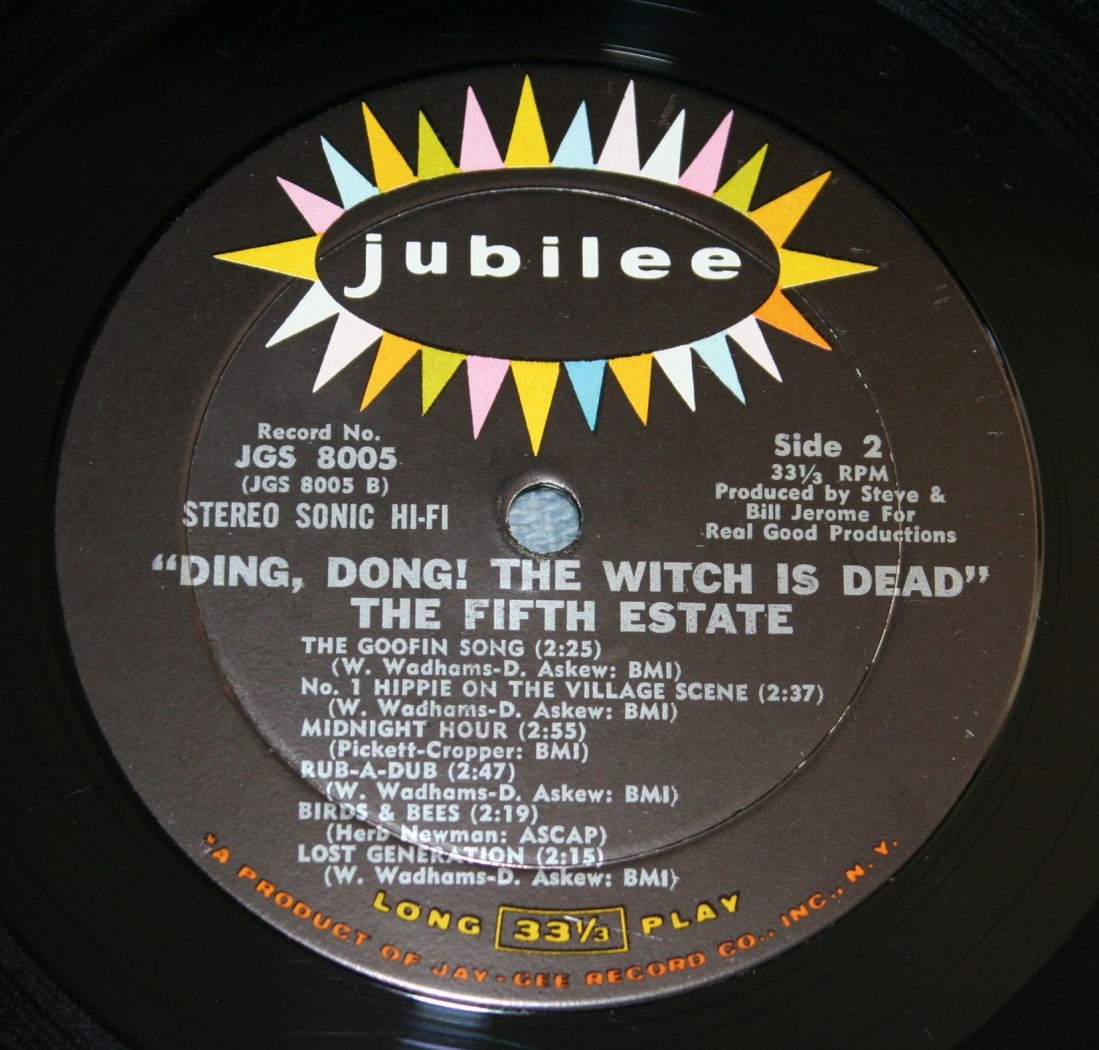 jubilee
Record No.
JGS 8005
(JGS 8005 B)
STEREO SONIC HI-FI
Side 2
33⅓ RPM
Produced by Steve &
Bill Jerome For
Real Good Productions
"DING, DONG! THE WITCH IS DEAD"
THE FIFTH ESTATE
THE GOOFIN SONG (2:25)
(W. Wadhams-D. Askew: BMI)
No. 1 HIPPIE ON THE VILLAGE SCENE (2:37)
(W. Wadhams-D. Askew: BMI)
MIDNIGHT HOUR (2:55)
(Pickett-Cropper: BMI)
RUB-A-DUB (2:47)
(W. Wadhams-D. Askew: BMI)
BIRDS & BEES (2:19)
(Herb Newman: ASCAP)
LOST GENERATION (2:15)
(W. Wadhams-D. Askew: BMI)
LONG 33⅓ PLAY
"A PRODUCT OF JAY-GEE RECORD CO., INC., N. Y.